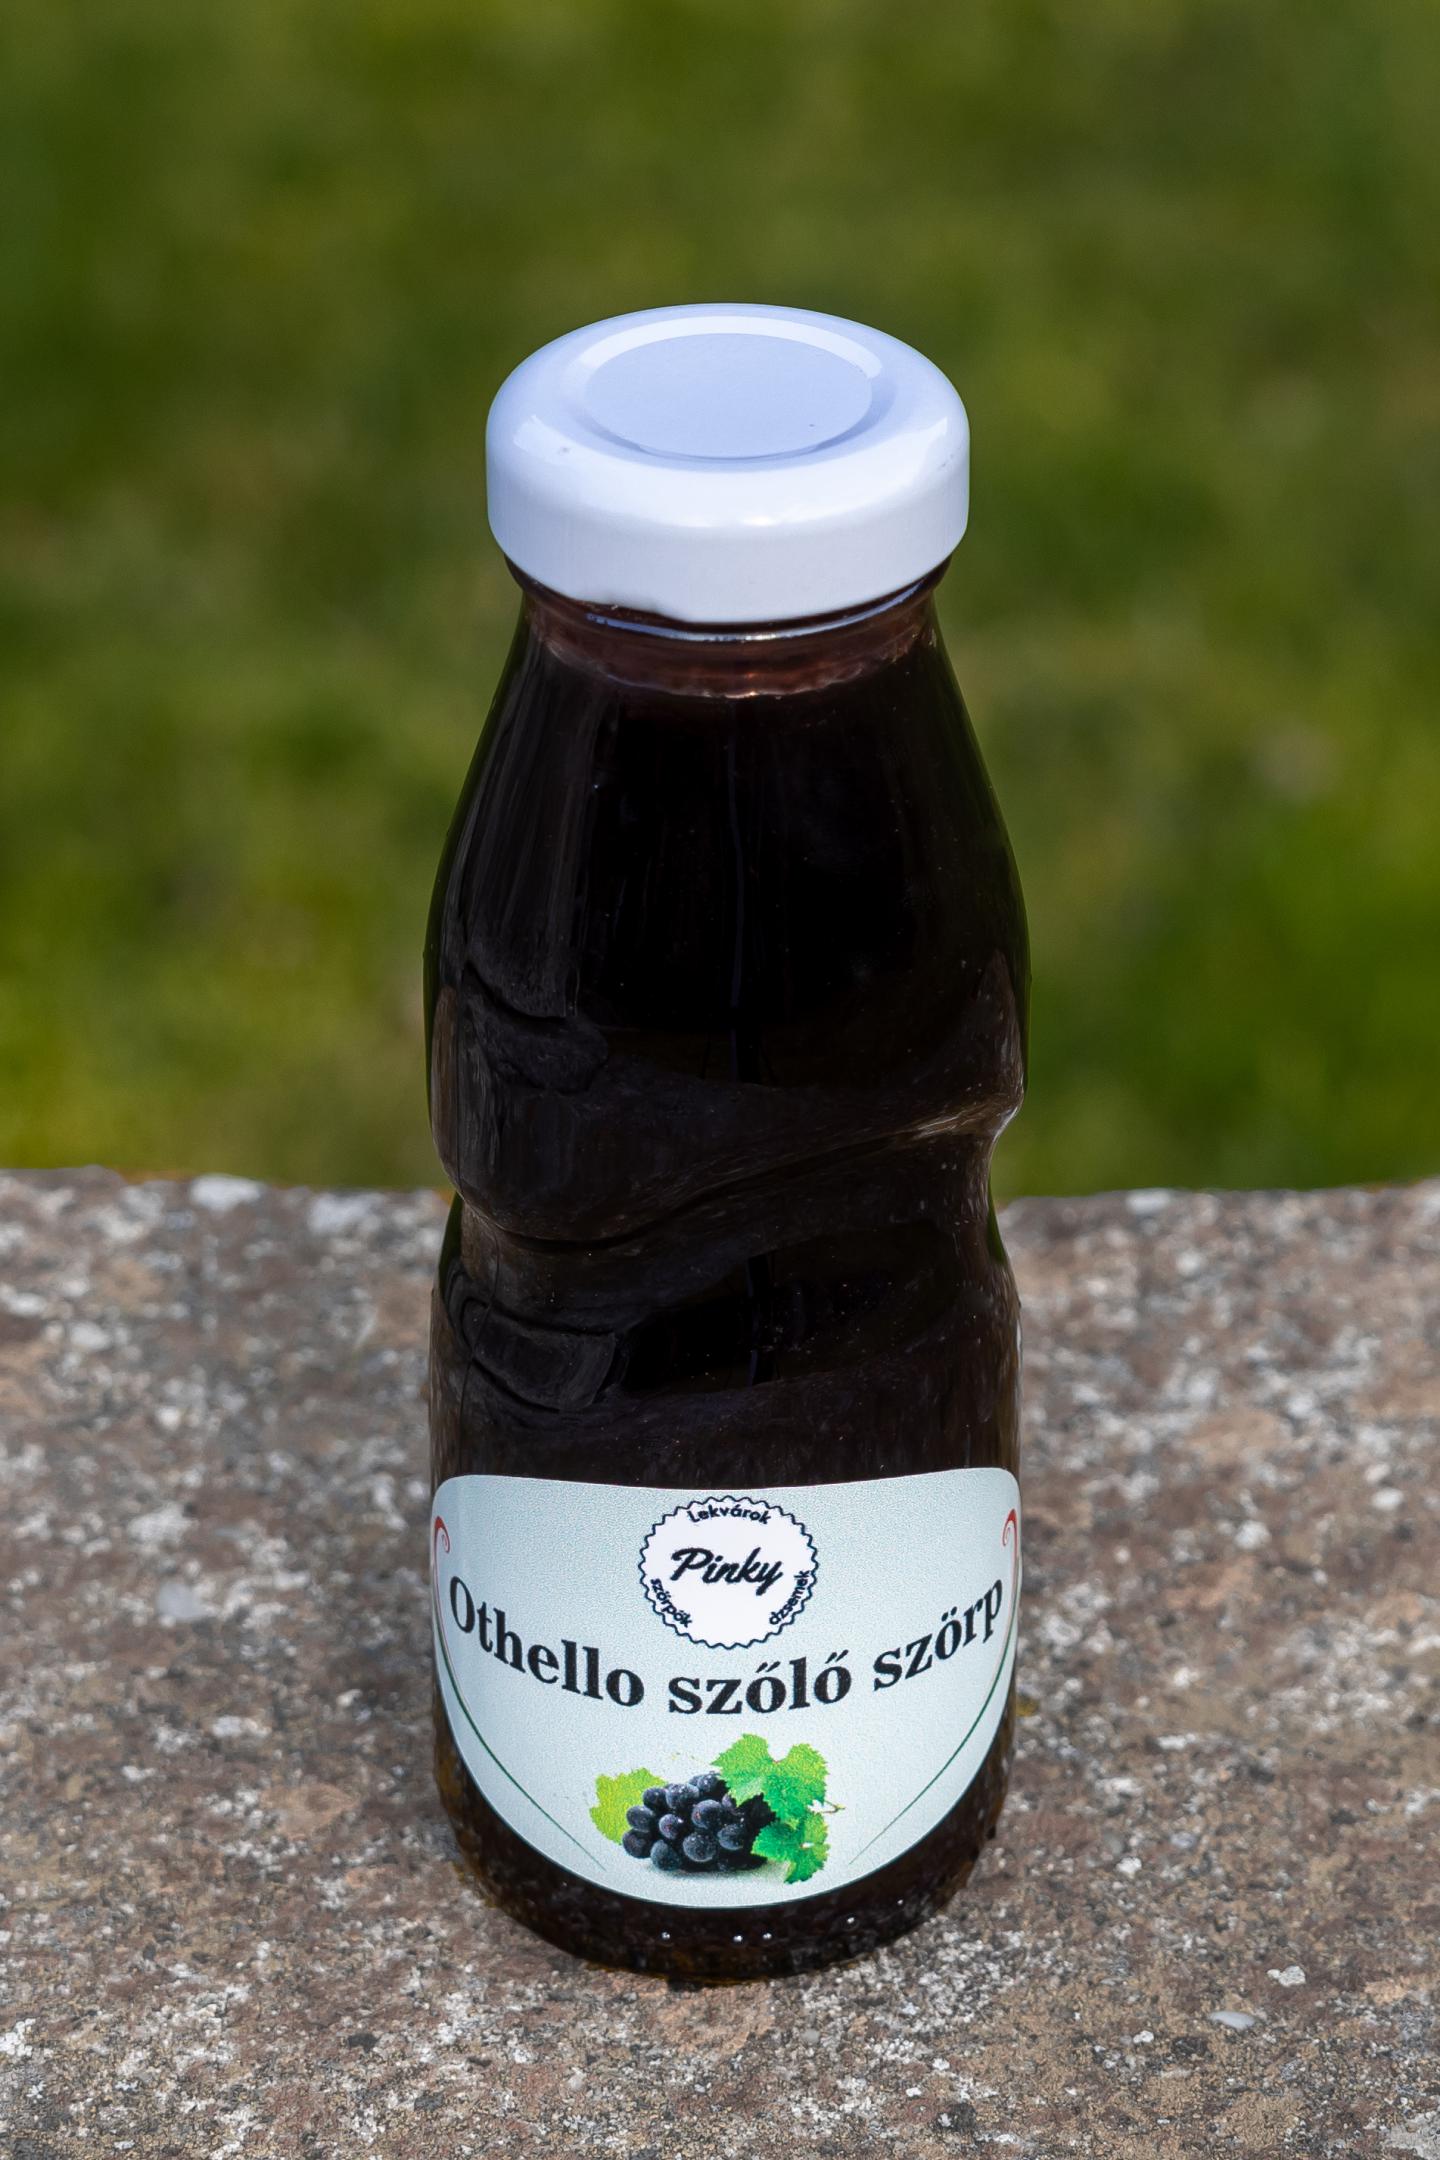 Lekvárok
Pinky
szörpök
dzsemek
Othello szőlő szörp